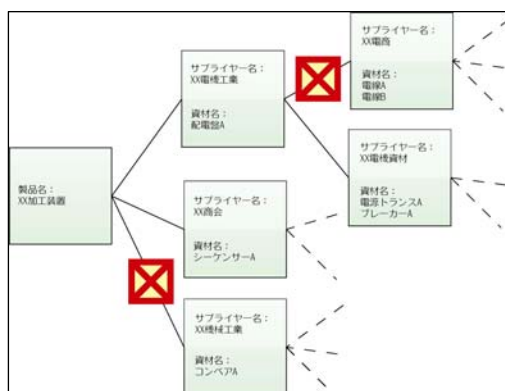 製品名：
XX加工装置
サプライヤー名：
XX電機工業
資材名：
配電盤A
サプライヤー名：
XX商会
資材名：
シーケンサーA
サプライヤー名：
XX機械工業
資材名：
コンベアA
サプライヤー名：
XX電商
資材名：
電線A
電線B
サプライヤー名：
XX電機資材
資材名：
電源トランスA
ブレーカーA